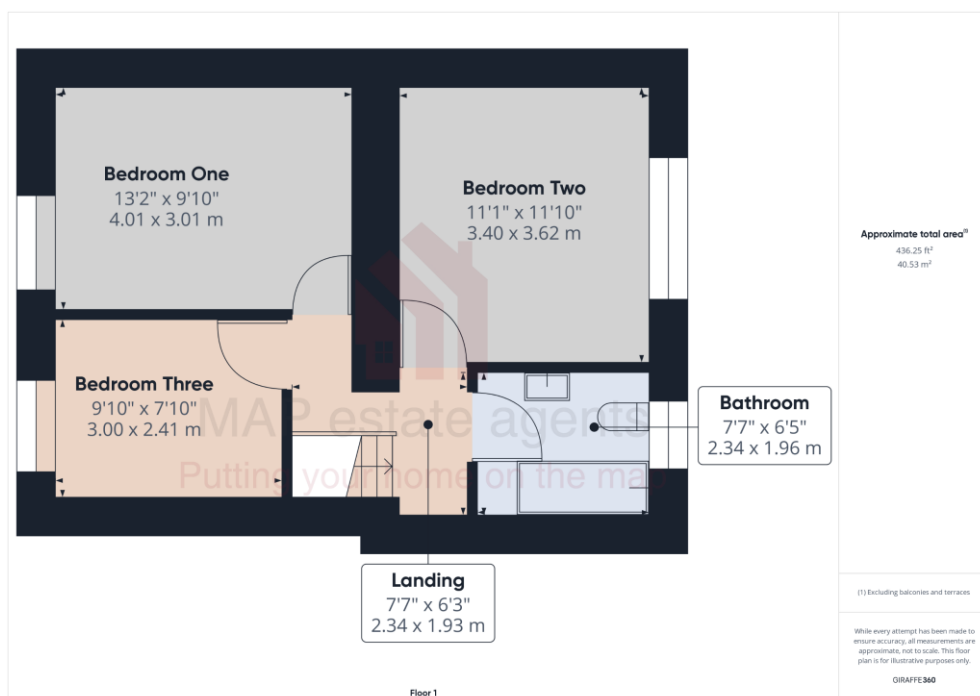 Bedroom One
13'2" x 9'10"
4.01 x 3.01 m
Bedroom Two
11'1" x 11'10"
3.40 x 3.62 m
Bedroom Three
9'10" x 7'10"
3.00 x 2.41 m
Bathroom
7'7" x 6'5"
2.34 x 1.96 m
MAP estate agents
Putting your home on the map
Landing
7'7" x 6'3"
2.34 x 1.93 m
Floor 1
Approximate total area(1)
436.25 ft²
40.53 m²
(1) Excluding balconies and terraces
While every attempt has been made to
ensure accuracy, all measurements are
approximate, not to scale. This floor
plan is for illustrative purposes only.
GIRAFFE360